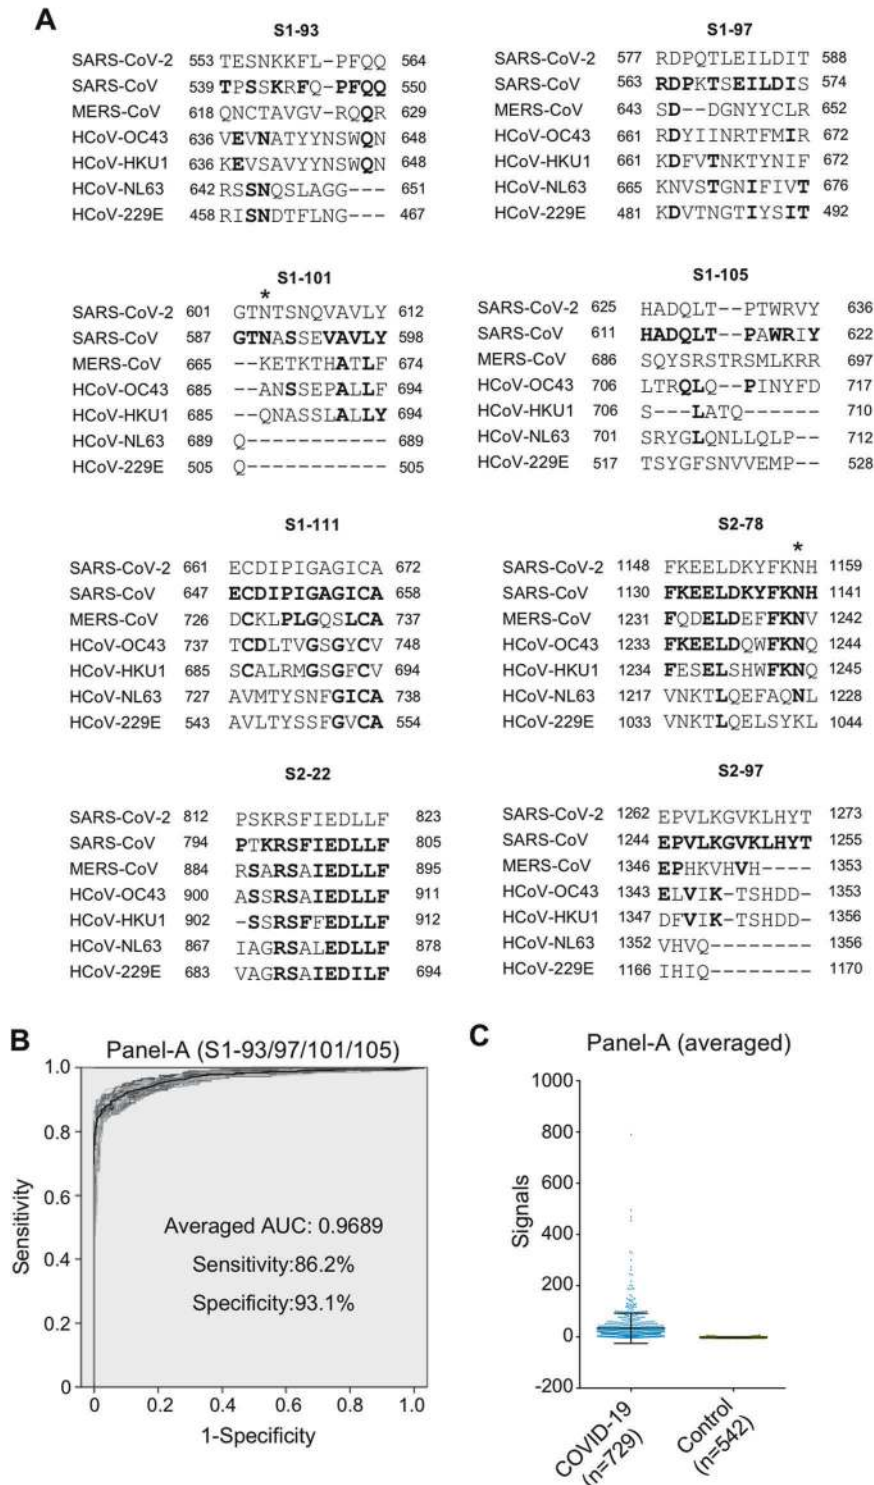 A
S1-93
SARS-CoV-2 553 TESNKKFL-PFQQ 564
SARS-CoV 539 TPSSKRFQ-PFQQ 550
MERS-CoV 618 QNCTAVGV-RQQR 629
HCoV-OC43 636 VEVNATYYNSWQN 648
HCoV-HKU1 636 KEVSAVYYNSWQN 648
HCoV-NL63 642 RSSNQSLAGG--- 651
HCoV-229E 458 RISNDTFLNG--- 467
S1-97
SARS-CoV-2 577 RDPQTLEILDIT 588
SARS-CoV 563 RDPKTSEILDIS 574
MERS-CoV 643 SD--DGNSYCLR 652
HCoV-OC43 661 RDYIINRTFMIR 672
HCoV-HKU1 661 KDFVTNKTYNIF 672
HCoV-NL63 665 KNVSTGNIFIVT 676
HCoV-229E 481 KDVTNGTIYSIT 492
S1-101
*
SARS-CoV-2 601 GTNTSNQVAVLY 612
SARS-CoV 587 GTNASSEVAVLY 598
MERS-CoV 665 --KETKTHATLF 674
HCoV-OC43 685 --ANSSEPALLF 694
HCoV-HKU1 685 --QNASSLALLY 694
HCoV-NL63 689 Q----------- 689
HCoV-229E 505 Q----------- 505
S1-105
SARS-CoV-2 625 HADQLT--PTWRVY 636
SARS-CoV 611 HADQLT--PAWRIY 622
MERS-CoV 686 SQYSRSTRSMLKRR 697
HCoV-OC43 706 LTRQLQ--PINYFD 717
HCoV-HKU1 706 S---LATQ------ 710
HCoV-NL63 701 SRYGLQNLLQLP-- 712
HCoV-229E 517 TSYGFSNVVEMP-- 528
S1-111
SARS-CoV-2 661 ECDIPIGAGICA 672
SARS-CoV 647 ECDIPIGAGICA 658
MERS-CoV 726 DCKLPLGQSLCA 737
HCoV-OC43 737 TCDLTVGSGYCV 748
HCoV-HKU1 685 SCALRMGSGFCV 694
HCoV-NL63 727 AVMTYSNFGICA 738
HCoV-229E 543 AVLTYSSFGVCA 554
S2-78
*
SARS-CoV-2 1148 FKEELDKYFKNH 1159
SARS-CoV 1130 FKEELDKYFKNH 1141
MERS-CoV 1231 FQDELDEFFKNV 1242
HCoV-OC43 1233 FKEELDQWFKNQ 1244
HCoV-HKU1 1234 FESELSHWFKNQ 1245
HCoV-NL63 1217 VNKTLQEFAQNL 1228
HCoV-229E 1033 VNKTLQELSYKL 1044
S2-22
SARS-CoV-2 812 PSKRSFIEDLLF 823
SARS-CoV 794 PTKRSFIEDLLF 805
MERS-CoV 884 RSARSAIEDLLF 895
HCoV-OC43 900 ASSRSAIEDLLF 911
HCoV-HKU1 902 -SSRSFFEDLLF 912
HCoV-NL63 867 IAGRSALEDLLF 878
HCoV-229E 683 VAGRSAIEDILF 694
S2-97
SARS-CoV-2 1262 EPVLKGVKLHYT 1273
SARS-CoV 1244 EPVLKGVKLHYT 1255
MERS-CoV 1346 EPHKVHVH---- 1353
HCoV-OC43 1343 ELVIK-TSHDD- 1353
HCoV-HKU1 1347 DFVIK-TSHDD- 1356
HCoV-NL63 1352 VHVQ-------- 1356
HCoV-229E 1166 IHIQ-------- 1170
B
Panel-A (S1-93/97/101/105)
1.0
0.8
0.6
0.4
0.2
0
Sensitivity
Averaged AUC: 0.9689
Sensitivity:86.2%
Specificity:93.1%
0 0.2 0.4 0.6 0.8 1.0
1-Specificity
C
Panel-A (averaged)
1000
800
600
400
200
0
-200
Signals
COVID-19
(n=729)
Control
(n=542)